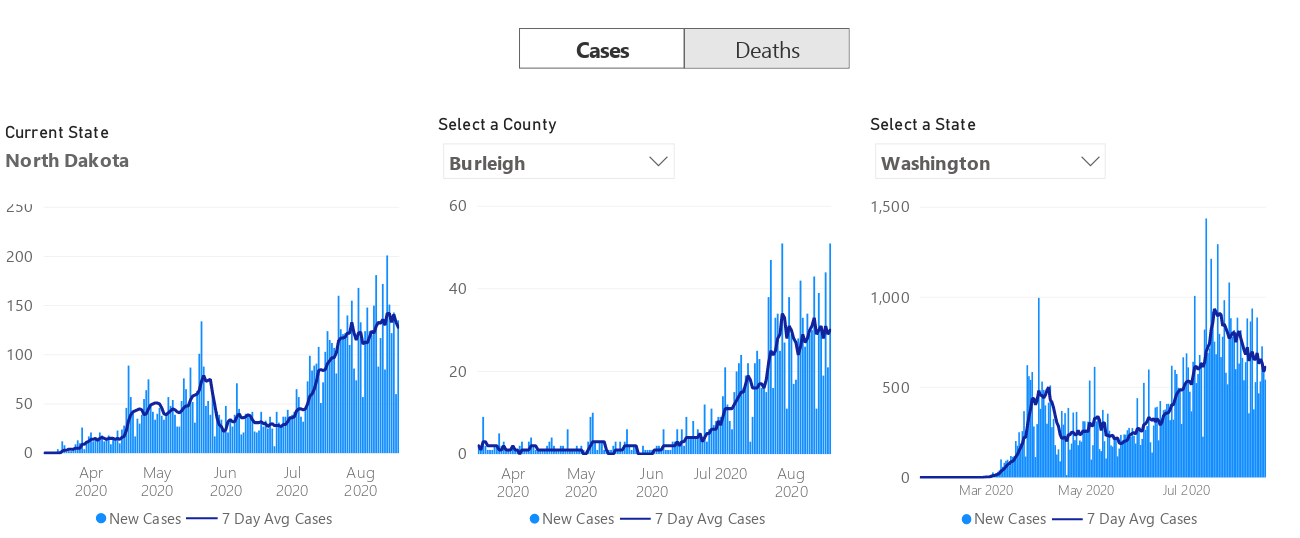 Cases
Deaths
Current State
North Dakota
Select a County
Burleigh
Select a State
Washington
250
200
150
100
50
0
Apr 2020
May 2020
Jun 2020
Jul 2020
Aug 2020
New Cases
7 Day Avg Cases
60
40
20
0
Apr 2020
May 2020
Jun 2020
Jul 2020
Aug 2020
New Cases
7 Day Avg Cases
1,500
1,000
500
0
Mar 2020
May 2020
Jul 2020
New Cases
7 Day Avg Cases